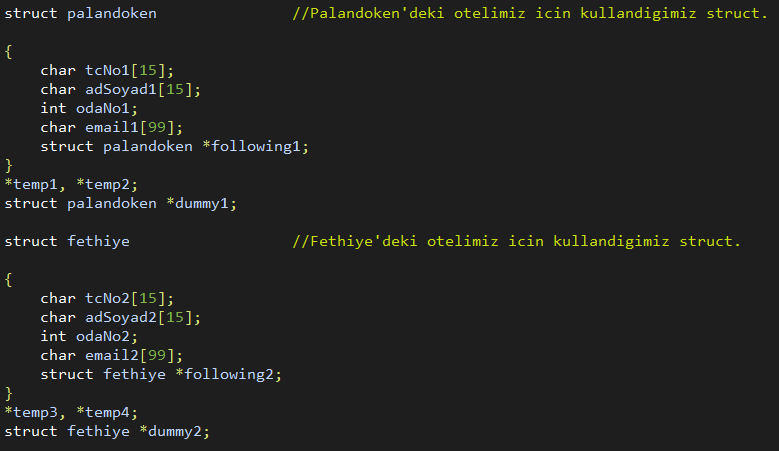 struct palandoken //Palandoken'deki otelimiz icin kullandigimiz struct.
{
char tcNo1[15];
char adSoyad1[15];
int odaNo1;
char email1[99];
struct palandoken *following1;
}
*temp1, *temp2;
struct palandoken *dummy1;
struct fethiye //Fethiye'deki otelimiz icin kullandigimiz struct.
{
char tcNo2[15];
char adSoyad2[15];
int odaNo2;
char email2[99];
struct fethiye *following2;
}
*temp3, *temp4;
struct fethiye *dummy2;